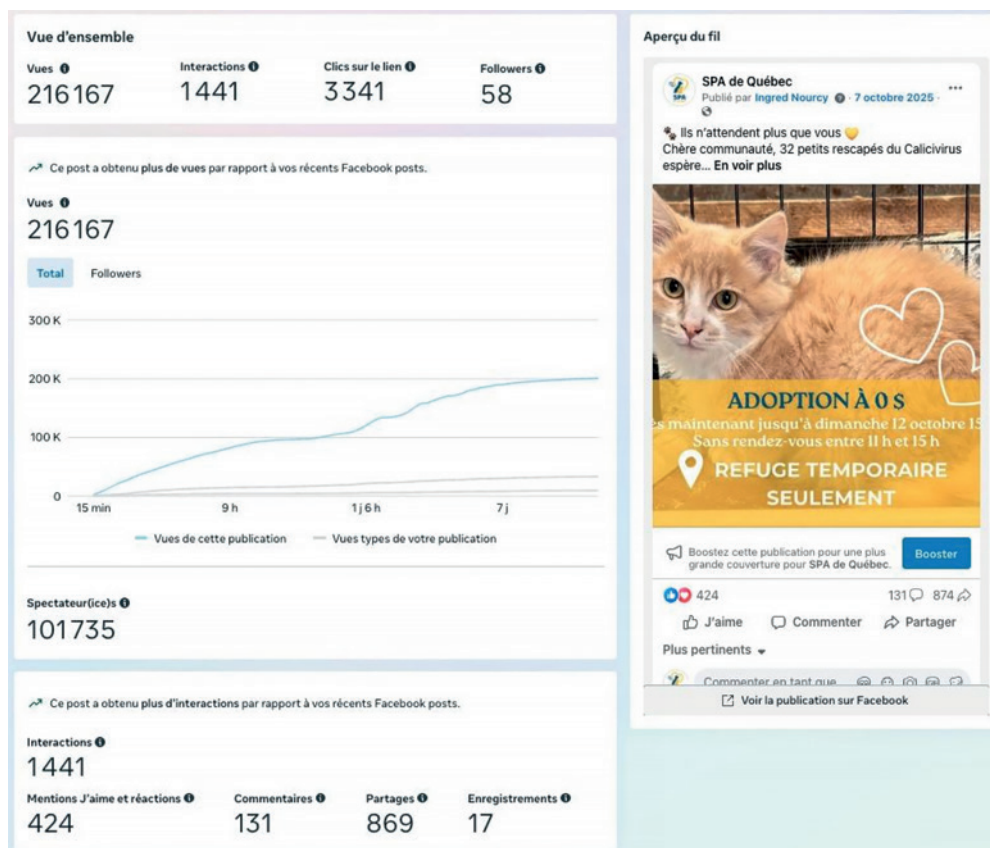 Vue d'ensemble
Vues
Interactions
Clics sur le lien
Followers
216 167
1441
3341
58
Ce post a obtenu plus de vues par rapport à vos récents Facebook posts.
Vues
216 167
Total
Followers
300 K
200 K
100 K
0
15 min
9 h
1 j 6 h
7 j
Vues de cette publication
Vues types de votre publication
Spectateur(ice)s
101 735
Ce post a obtenu plus d'interactions par rapport à vos récents Facebook posts.
Interactions
1441
Mentions J'aime et réactions
Commentaires
Partages
Enregistrements
424
131
869
17
Aperçu du fil
SPA
SPA de Québec
Publié par Ingred Nourcy · 7 octobre 2025 ·
Ils n'attendent plus que vous
Chère communauté, 32 petits rescapés du Calicivirus
espère... En voir plus
ADOPTION À 0 $
maintenant jusqu'à dimanche 12 octobre
Sans rendez-vous entre 11 h et 15 h
REFUGE TEMPORAIRE
SEULEMENT
Boostez cette publication pour une plus
grande couverture pour SPA de Québec.
Booster
424
131
874
J'aime
Commenter
Partager
Plus pertinents
Commenter en tant que
Voir la publication sur Facebook